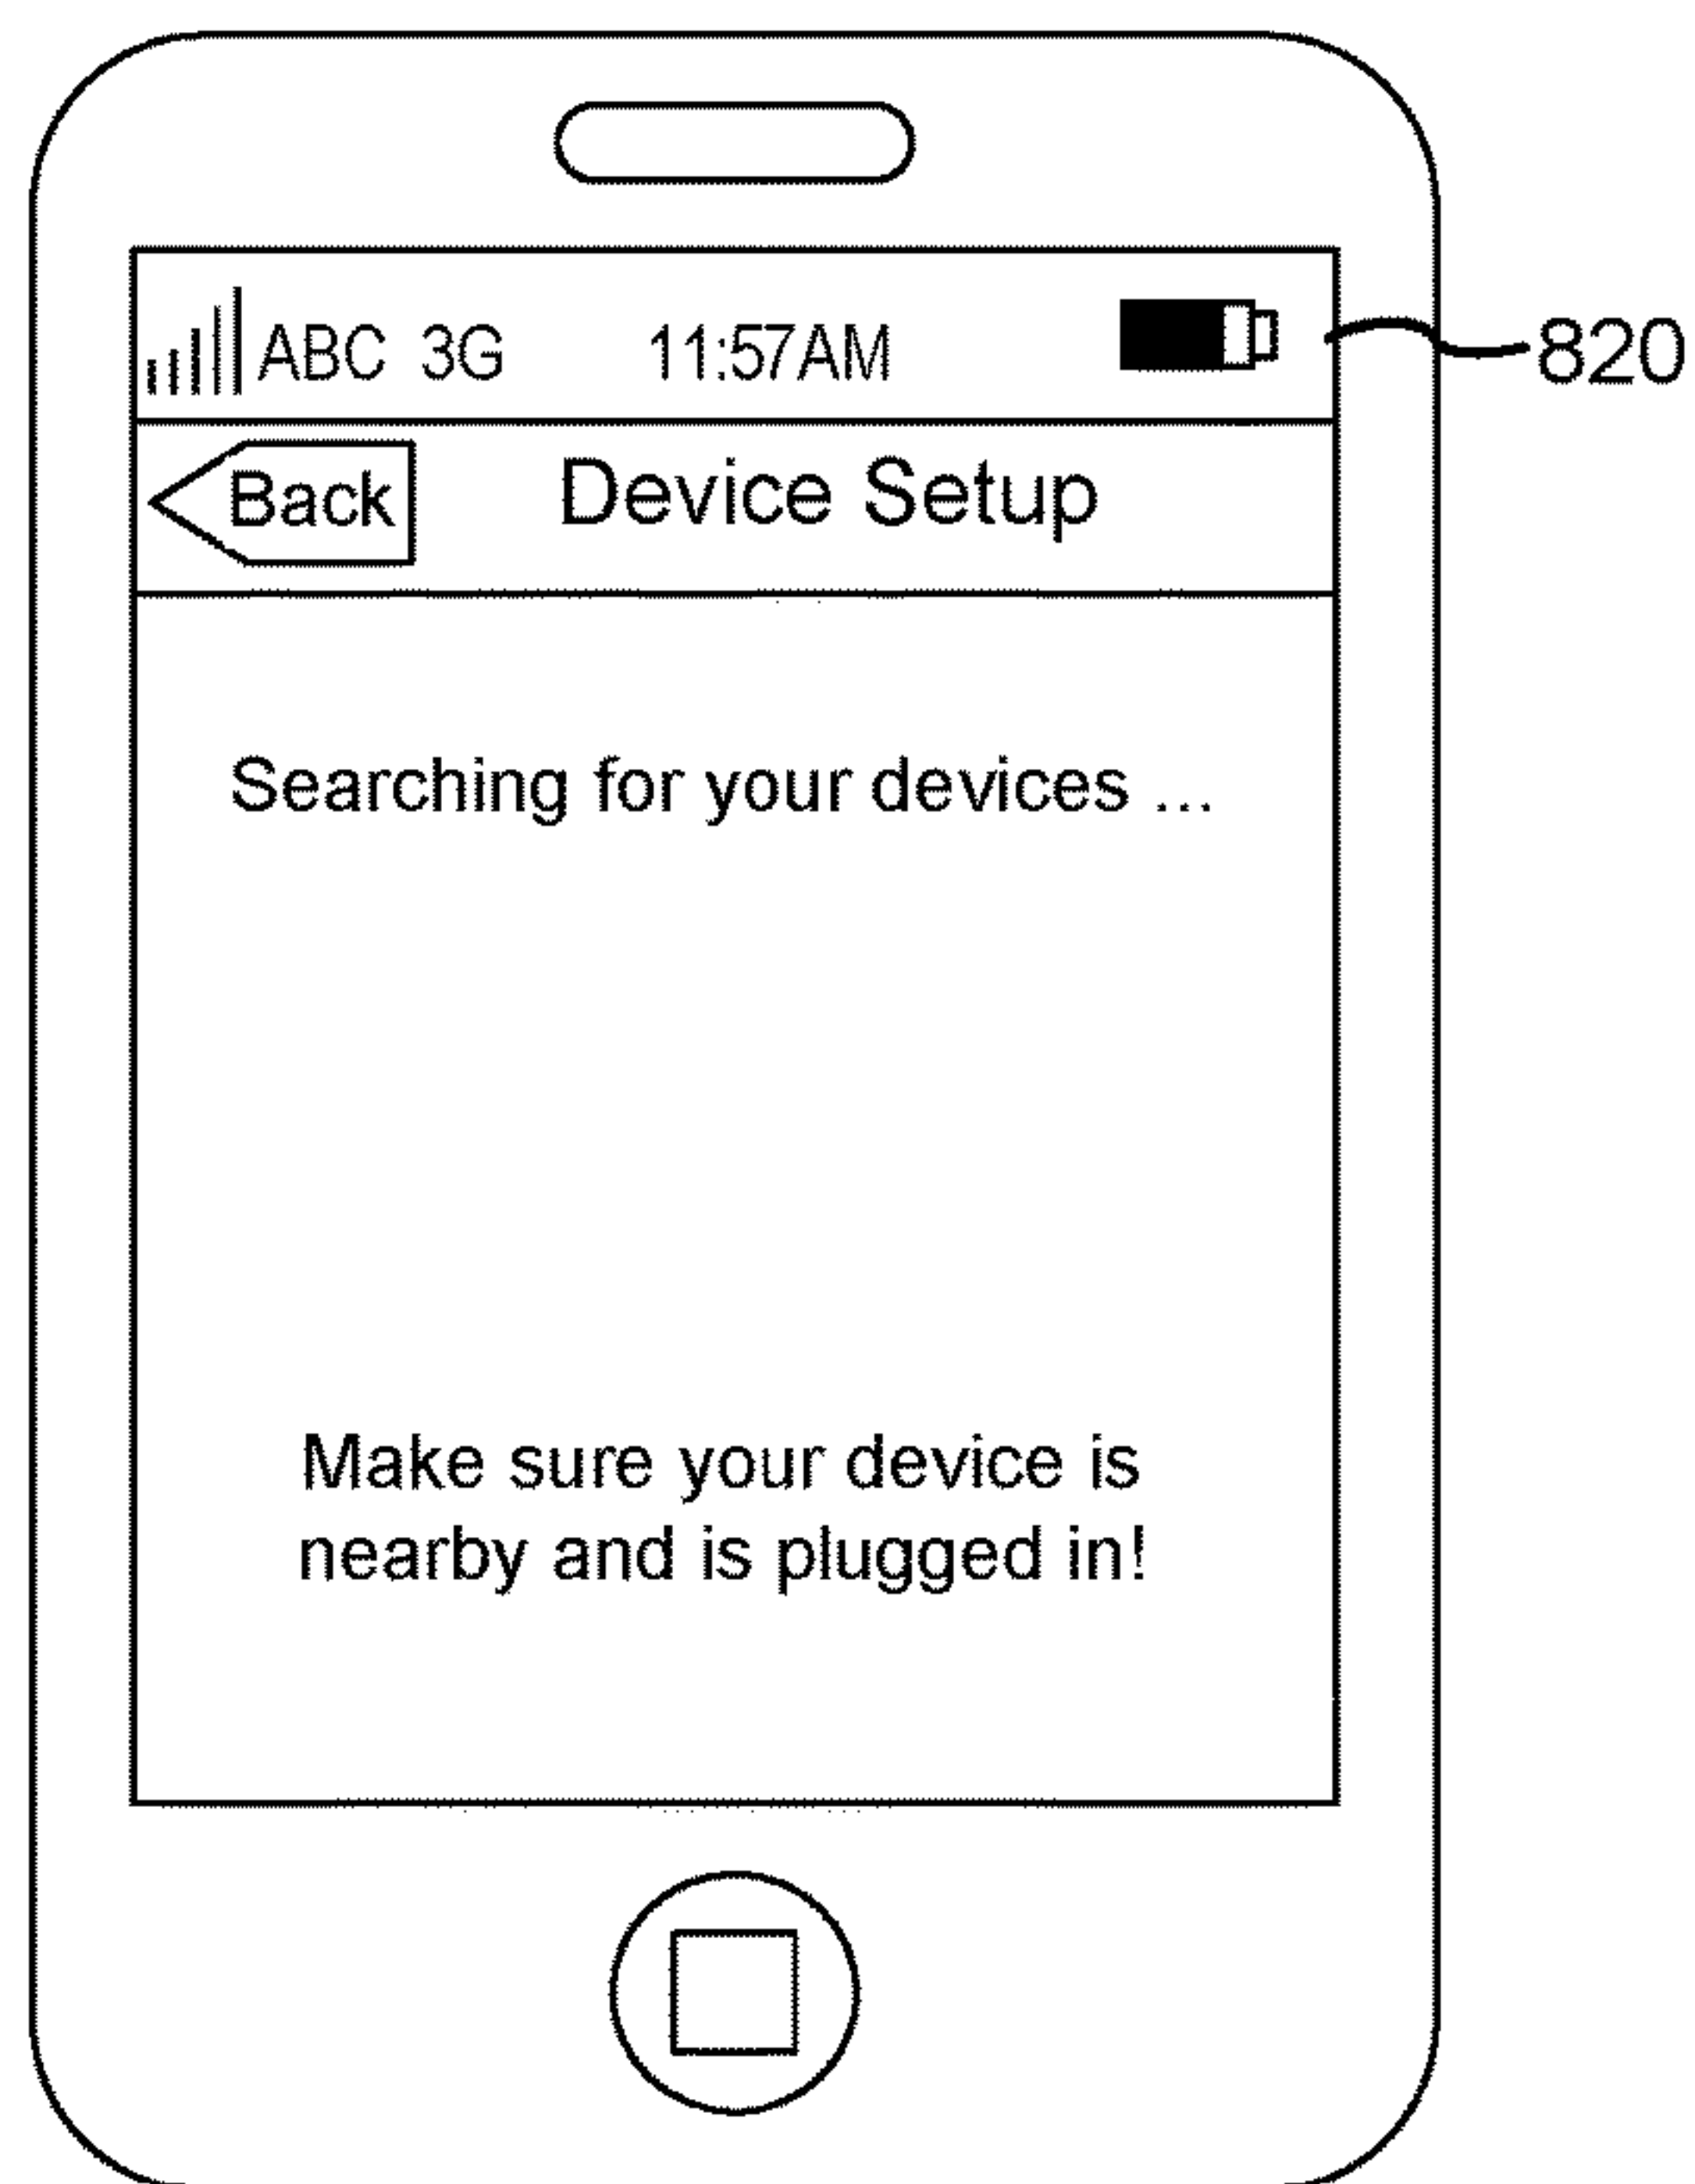 ABC 3G 11:57AM
820
Back Device Setup
Searching for your devices ...
Make sure your device is
nearby and is plugged in!